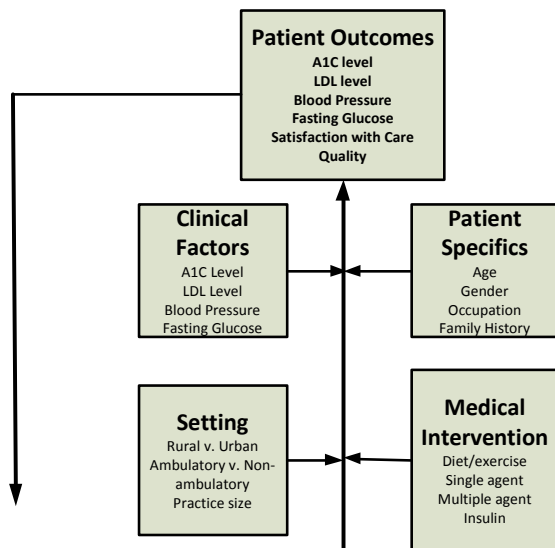 Patient Outcomes
A1C level
LDL level
Blood Pressure
Fasting Glucose
Satisfaction with Care
Quality
Clinical
Factors
A1C Level
LDL Level
Blood Pressure
Fasting Glucose
Patient
Specifics
Age
Gender
Occupation
Family History
Setting
Rural v. Urban
Ambulatory v. Non-
ambulatory
Practice size
Medical
Intervention
Diet/exercise
Single agent
Multiple agent
Insulin